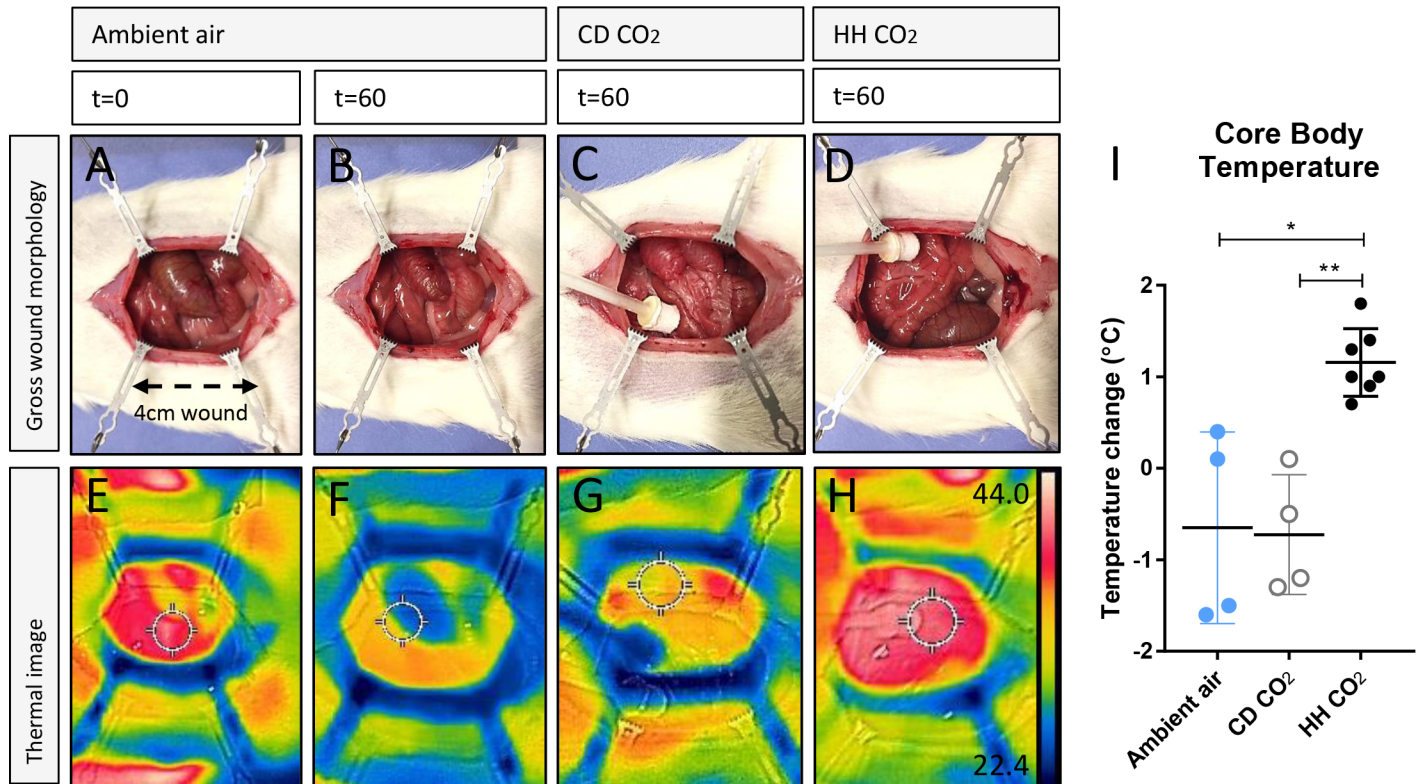 Ambient air
CD CO2
HH CO2
t=0
t=60
t=60
t=60
Gross wound morphology
A
B
C
D
4cm wound
Thermal image
E
F
G
H
44.0
22.4
I
Core Body
Temperature
*
**
Temperature change (°C)
2
1
0
-1
-2
Ambient air
CD CO2
HH CO2